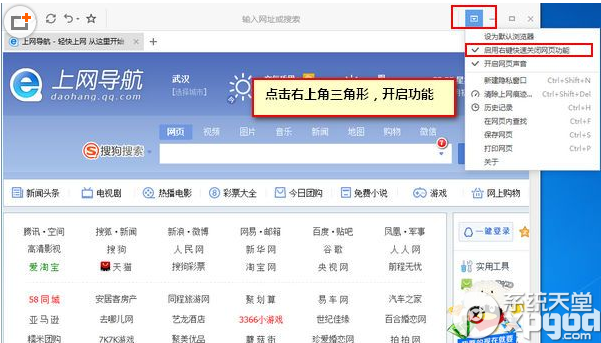 输入网址或搜索
上网导航 - 轻快上网 从这里开始
上网导航
daohang.qq.com
武汉
[选择城市]
点击右上角三角形，开启功能
设为默认浏览器
启用右键快速关闭网页功能
开启网页声音
新建隐私窗口 Ctrl+Shift+N
清除上网痕迹... Ctrl+Shift+Del
历史记录 Ctrl+H
在网页内查找 Ctrl+F
保存网页 Ctrl+S
打印网页 Ctrl+P
关于
网页 视频 图片 音乐 新闻 地图 购物 微信
S 搜狗搜索
新闻头条 电视剧 热播电影 彩票大全 今日团购 免费小说 游戏 网上购物
腾讯·空间 搜狐·新闻 新浪·微博 网易·邮箱 百度·贴吧 凤凰·军事
高清影视 搜狗 人民网 新华网 谷歌 人人网
爱淘宝 天猫 搜狗彩票 淘宝网 央视网 前程无忧
58同城 安居客房产 同程旅游 聚划算 易车网 汽车之家
亚马逊 去哪儿网 艺龙酒店 3366小游戏 世纪佳缘 百合婚恋网
糯米团购 7K7K游戏 聚美优品 蘑菇街 珍爱婚恋网 同花顺
一键登录
实用工具
系统天堂
xpgod.com